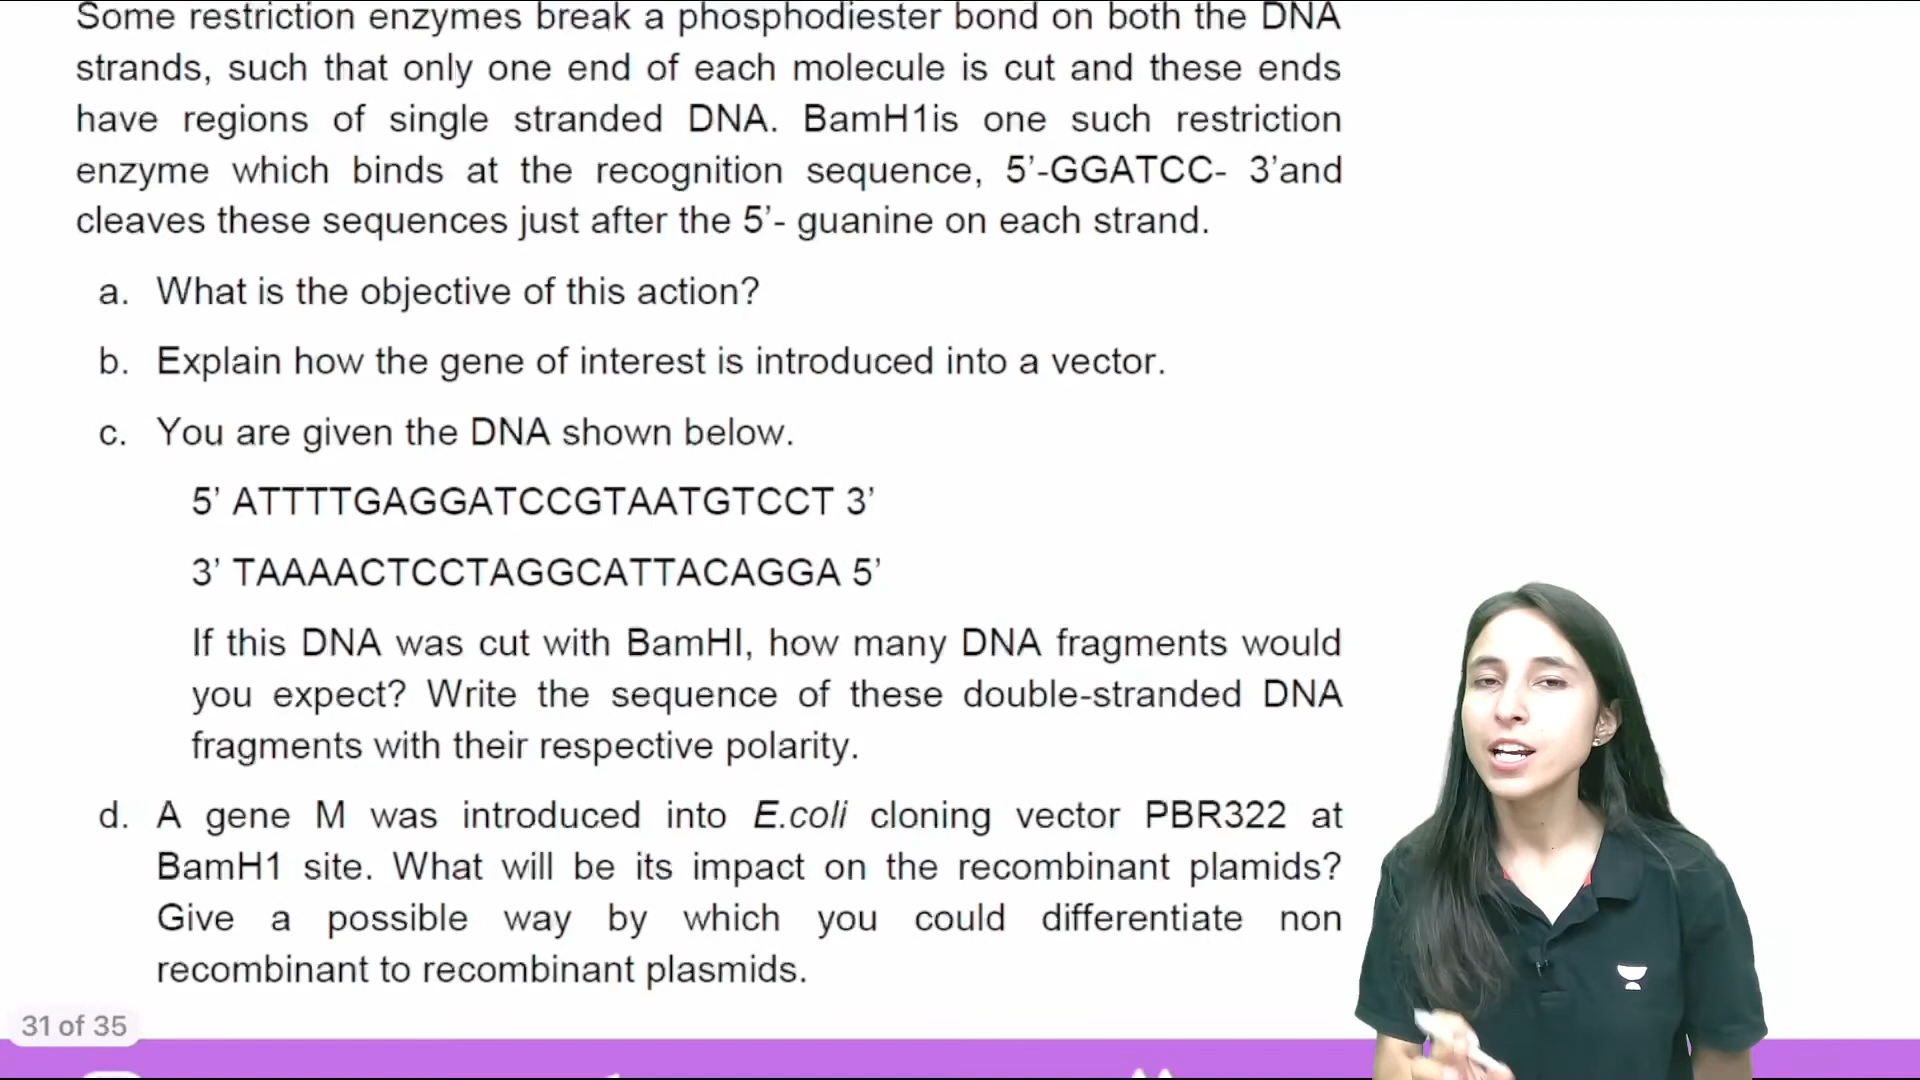 Some restriction enzymes break a phosphodiester bond on both the DNA
strands, such that only one end of each molecule is cut and these ends
have regions of single stranded DNA. BamH1is one such restriction
enzyme which binds at the recognition sequence, 5’-GGATCC- 3’and
cleaves these sequences just after the 5’- guanine on each strand.
a. What is the objective of this action?
b. Explain how the gene of interest is introduced into a vector.
c. You are given the DNA shown below.
5’ ATTTTGAGGATCCGTAATGTCCT 3’
3’ TAAAACTCCTAGGCATTACAGGA 5’
If this DNA was cut with BamHI, how many DNA fragments would
you expect? Write the sequence of these double-stranded DNA
fragments with their respective polarity.
d. A gene M was introduced into E.coli cloning vector PBR322 at
BamH1 site. What will be its impact on the recombinant plamids?
Give a possible way by which you could differentiate non
recombinant to recombinant plasmids.
31 of 35